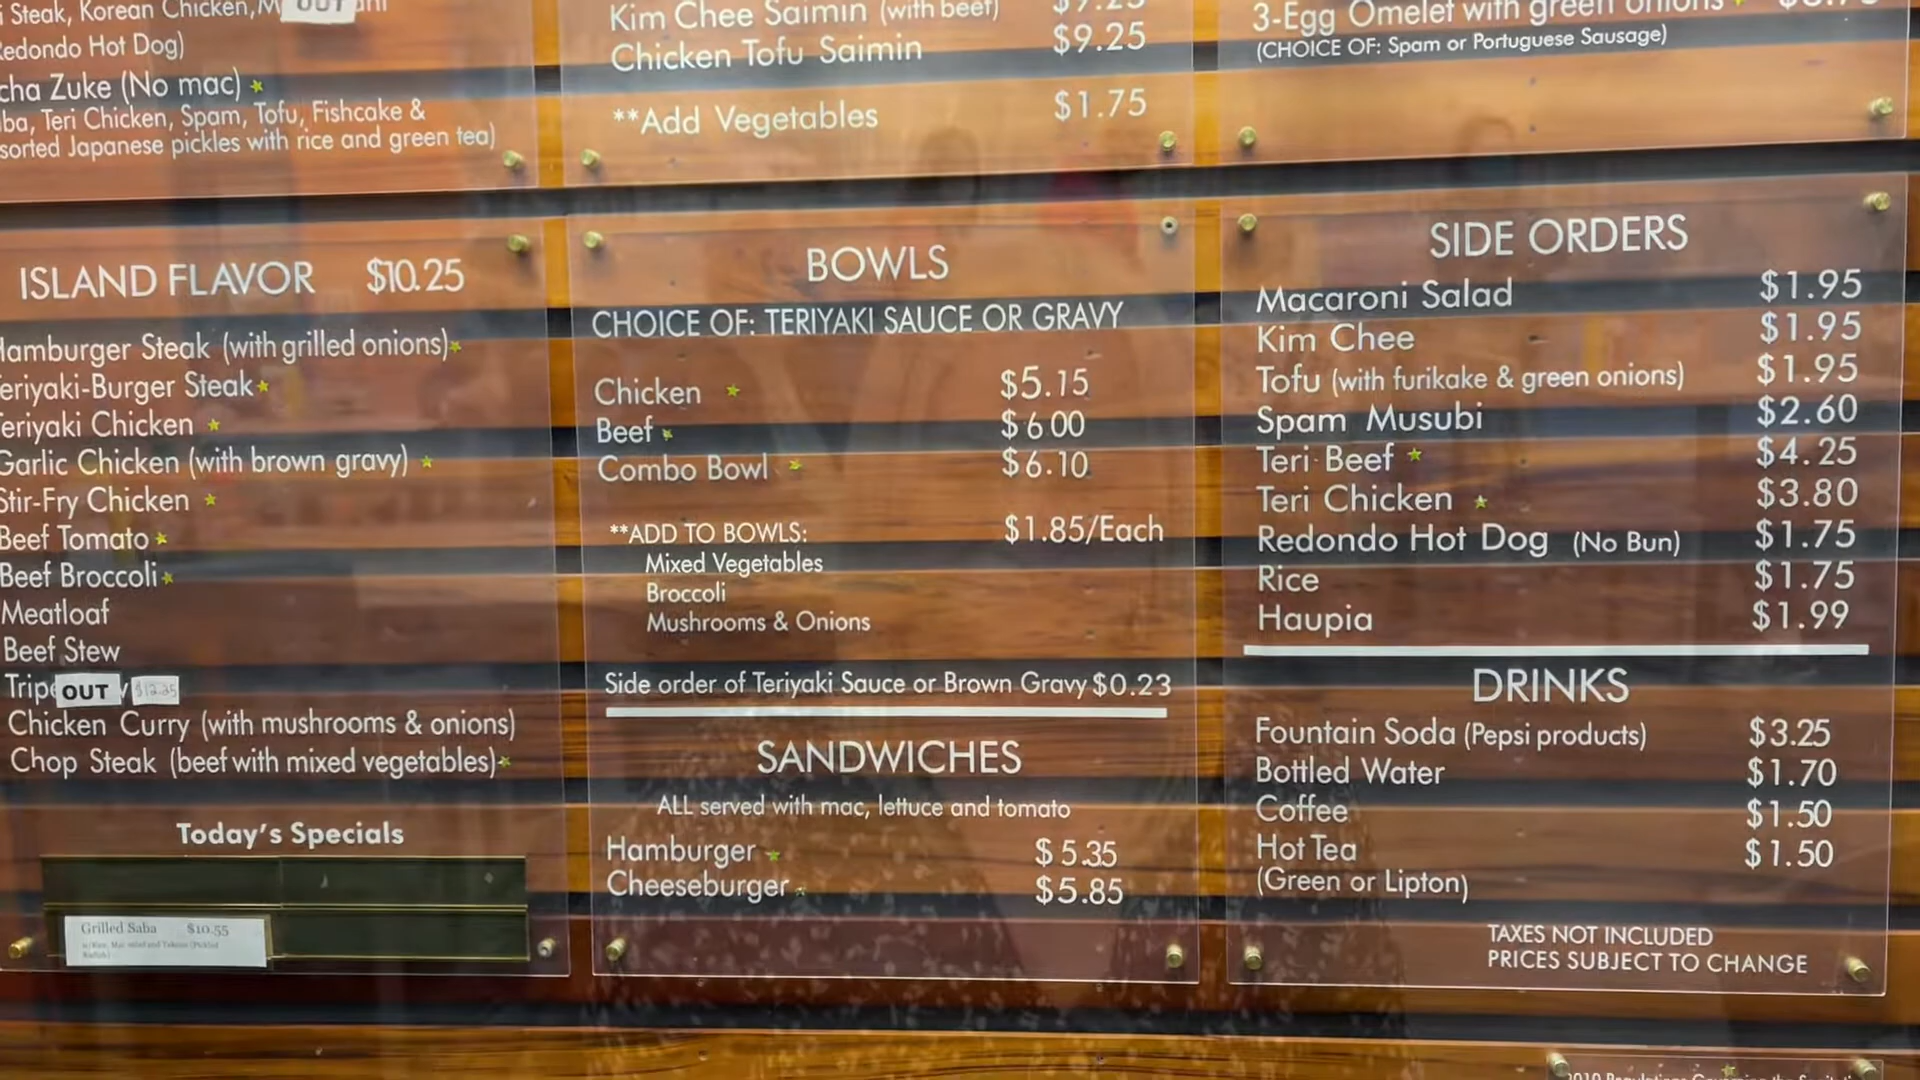 Steak, Korean Chicken, M OUT ni
edondo Hot Dog)
cha Zuke (No mac)
ba, Teri Chicken, Spam, Tofu, Fishcake &
sorted Japanese pickles with rice and green tea)
Kim Chee Saimin (with beef) $9.25
Chicken Tofu Saimin $9.25
**Add Vegetables $1.75
3-Egg Omelet with green onions
(CHOICE OF: Spam or Portuguese Sausage)
ISLAND FLAVOR $10.25
Hamburger Steak (with grilled onions)
eriyaki-Burger Steak
eriyaki Chicken
Garlic Chicken (with brown gravy)
Stir-Fry Chicken
Beef Tomato
Beef Broccoli
Meatloaf
Beef Stew
Tripe OUT $12.25
Chicken Curry (with mushrooms & onions)
Chop Steak (beef with mixed vegetables)
Today's Specials
Grilled Saba $10.55
BOWLS
CHOICE OF: TERIYAKI SAUCE OR GRAVY
Chicken $5.15
Beef $6.00
Combo Bowl $6.10
**ADD TO BOWLS: $1.85/Each
Mixed Vegetables
Broccoli
Mushrooms & Onions
Side order of Teriyaki Sauce or Brown Gravy $0.23
SANDWICHES
ALL served with mac, lettuce and tomato
Hamburger $5.35
Cheeseburger $5.85
SIDE ORDERS
Macaroni Salad $1.95
Kim Chee $1.95
Tofu (with furikake & green onions) $1.95
Spam Musubi $2.60
Teri Beef $4.25
Teri Chicken $3.80
Redondo Hot Dog (No Bun) $1.75
Rice $1.75
Haupia $1.99
DRINKS
Fountain Soda (Pepsi products) $3.25
Bottled Water $1.70
Coffee $1.50
Hot Tea $1.50
(Green or Lipton)
TAXES NOT INCLUDED
PRICES SUBJECT TO CHANGE